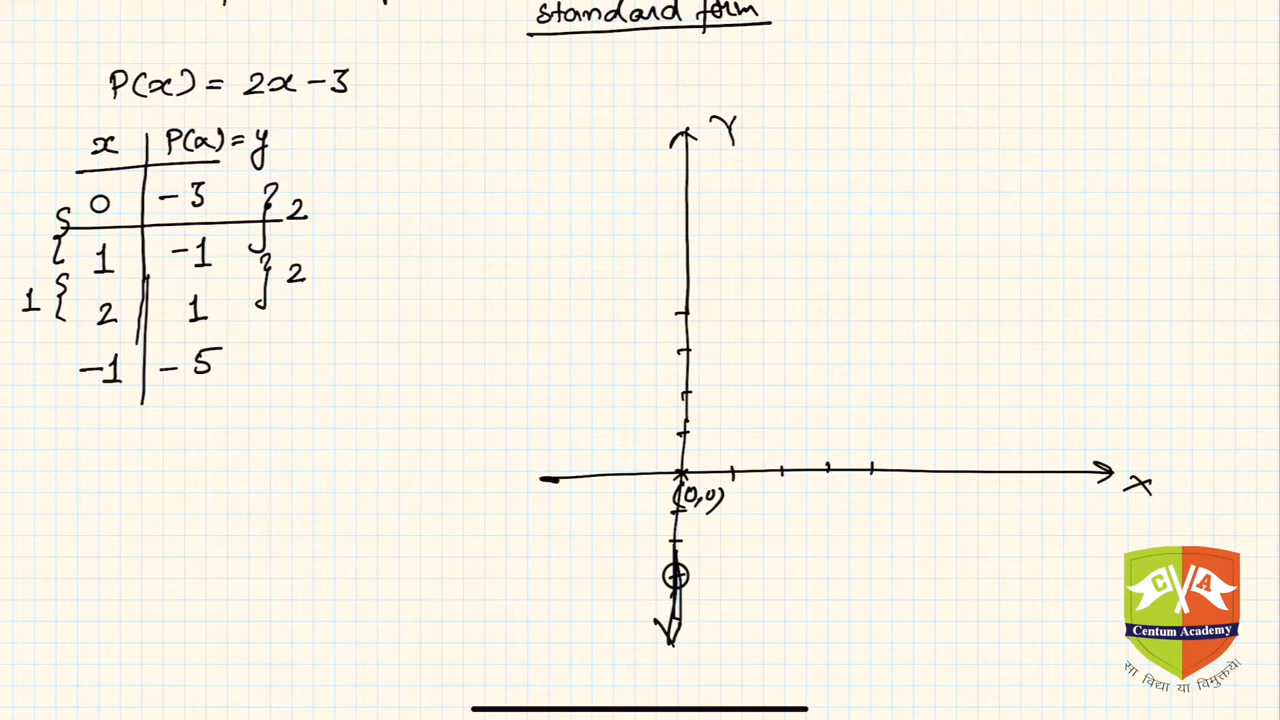 standard form
P(x) = 2x - 3
x P(x) = y
0 -3 2
1 -1
2
1 2 1
-1 -5
Y
X
(0,0)
C A
Centum Academy
सा विद्या या विमुक्तये